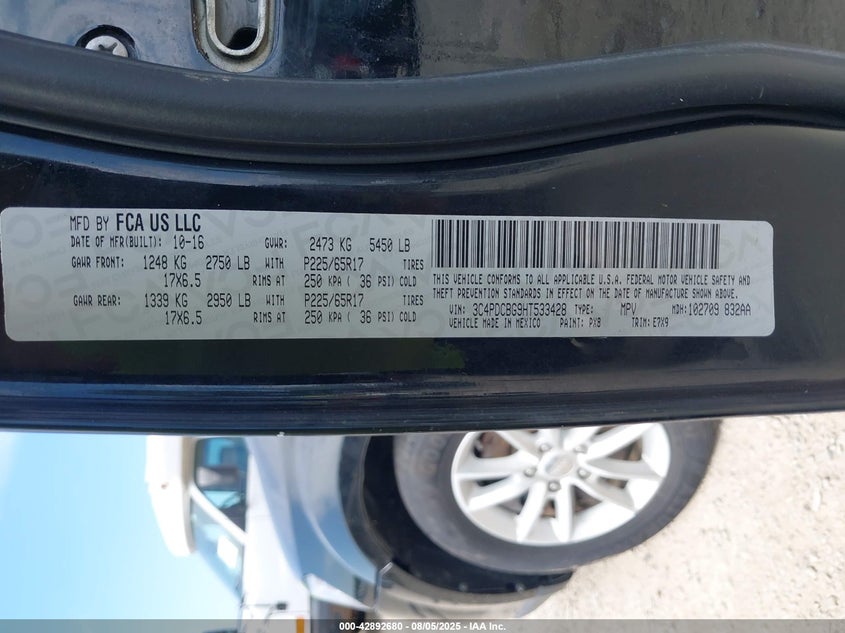 MFD BY FCA US LLC
DATE OF MFR(BUILT): 10-16 GVWR: 2473 KG 5450 LB
GAWR FRONT: 1248 KG 2750 LB WITH P225/65R17 TIRES
17X6.5 RIMS AT 250 KPA ( 36 PSI) COLD
GAWR REAR: 1339 KG 2950 LB WITH P225/65R17 TIRES
17X6.5 RIMS AT 250 KPA ( 36 PSI) COLD
THIS VEHICLE CONFORMS TO ALL APPLICABLE U.S.A. FEDERAL MOTOR VEHICLE SAFETY AND
THEFT PREVENTION STANDARDS IN EFFECT ON THE DATE OF MANUFACTURE SHOWN ABOVE.
VIN: 3C4PDCBG9HT533428 TYPE: MPV MDH: 102709 832AA
VEHICLE MADE IN MEXICO PAINT: PX8 TRIM: E7X9
000-42892680 - 08/05/2025 - IAA Inc.